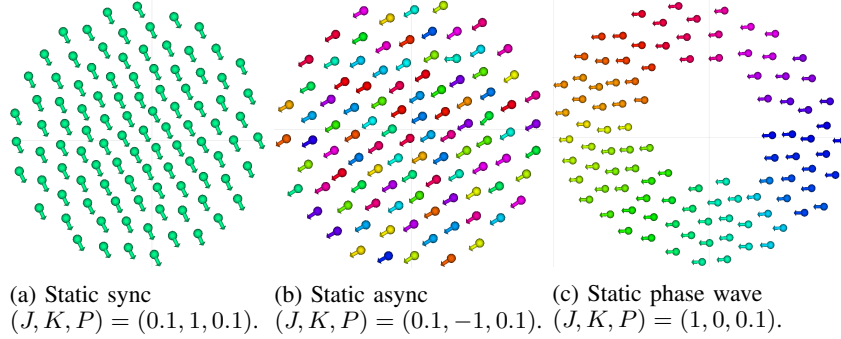 (a) Static sync
(J, K, P) = (0.1, 1, 0.1).
(b) Static async
(J, K, P) = (0.1, −1, 0.1).
(c) Static phase wave
(J, K, P) = (1, 0, 0.1).